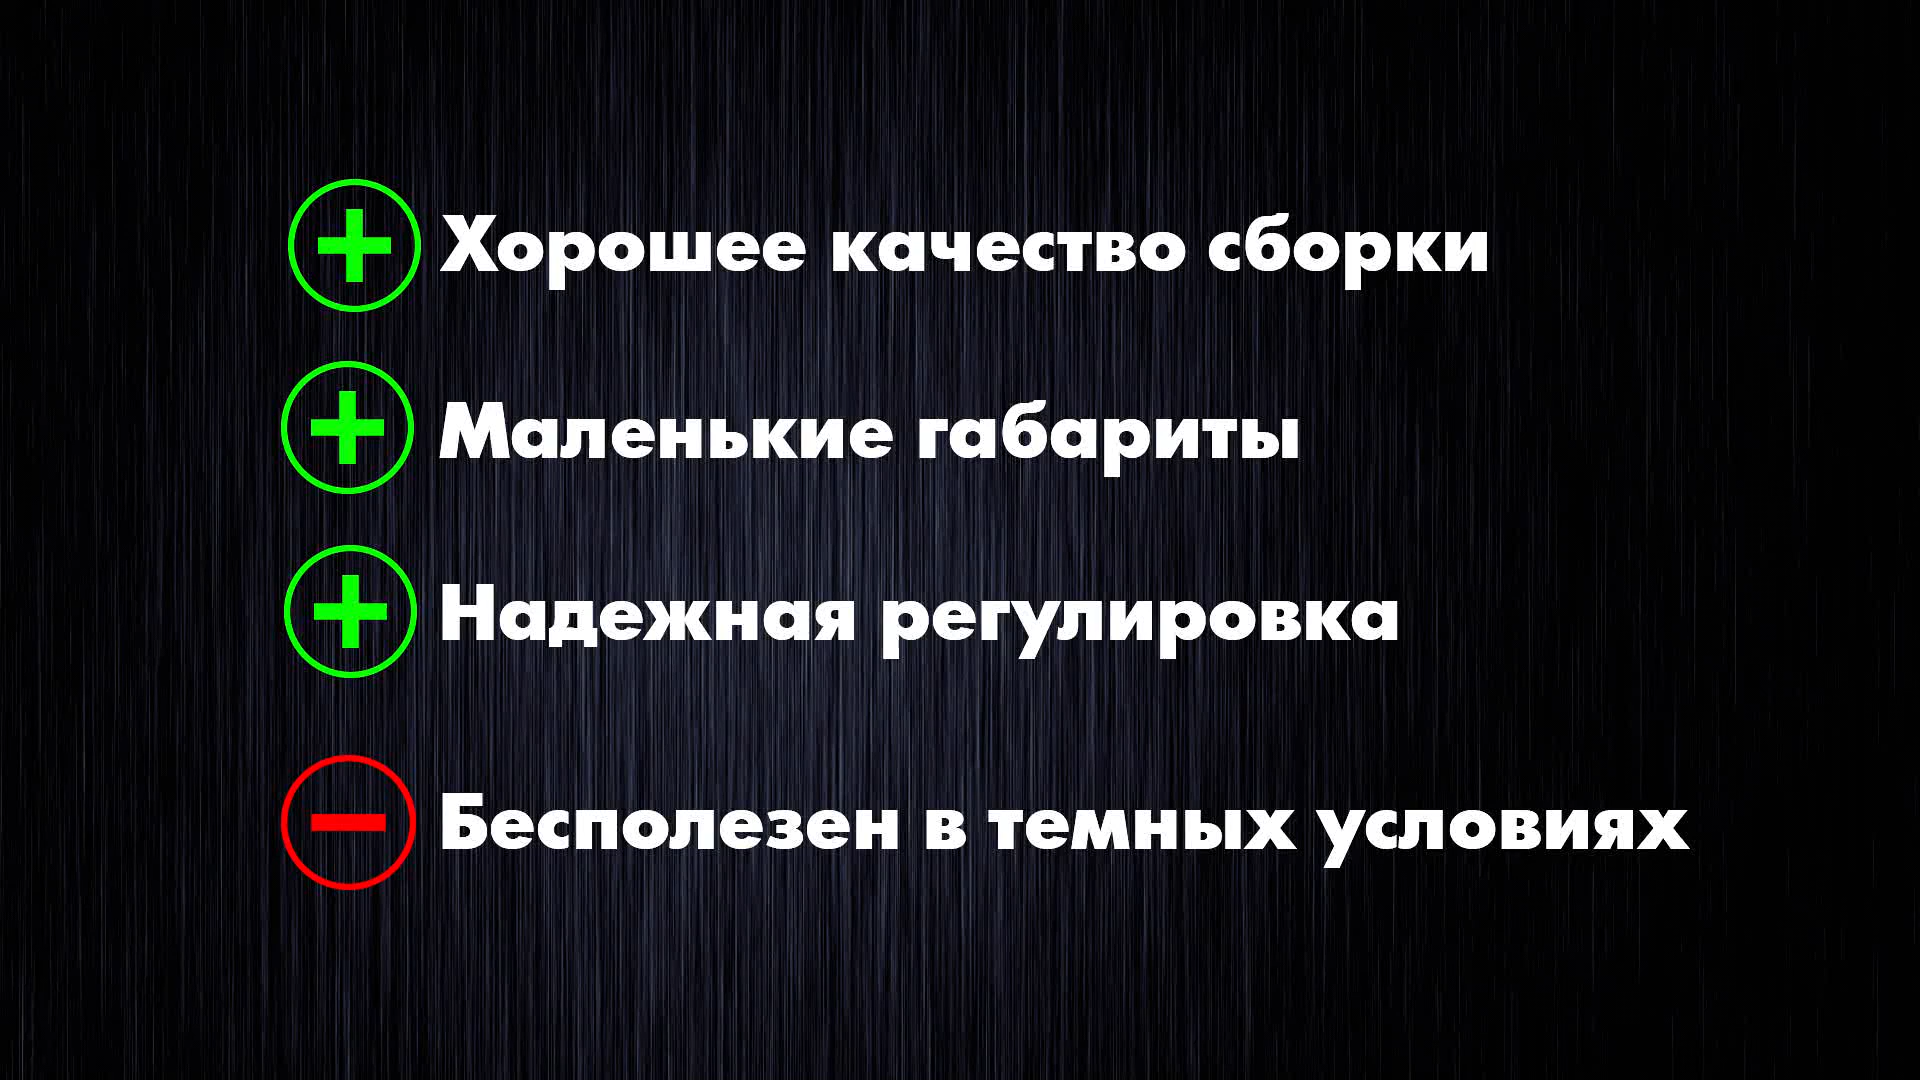 Хорошее качество сборки
Маленькие габариты
Надежная регулировка
Бесполезен в темных условиях